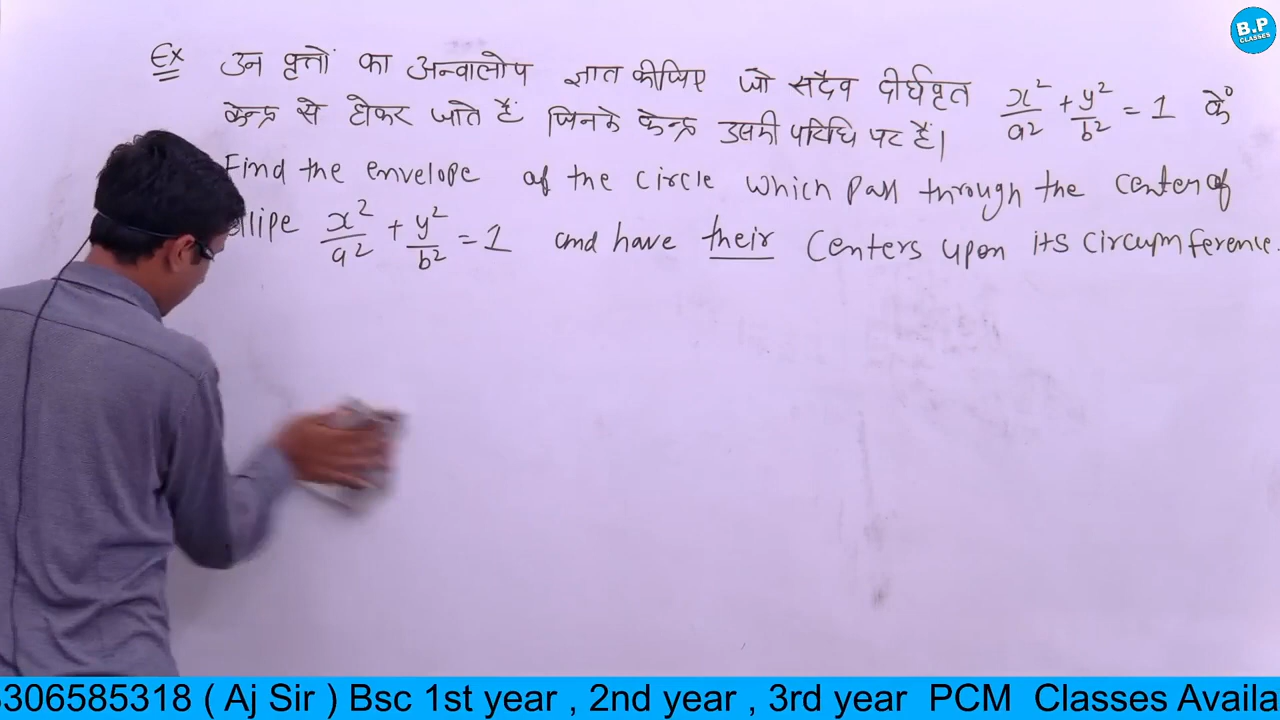 B.P
CLASSES
Ex उन वृत्तों का अन्वालोप ज्ञात कीजिए जो सदैव दीर्घवृत x²/a² + y²/b² = 1 के
केन्द्र से होकर जाते हैं जिनके केन्द्र उसकी परिधि पर हैं।
Find the envelope of the circle which pass through the center of
x²/a² + y²/b² = 1 and have their centers upon its circumference.
306585318 ( Aj Sir ) Bsc 1st year , 2nd year , 3rd year PCM Classes Availa